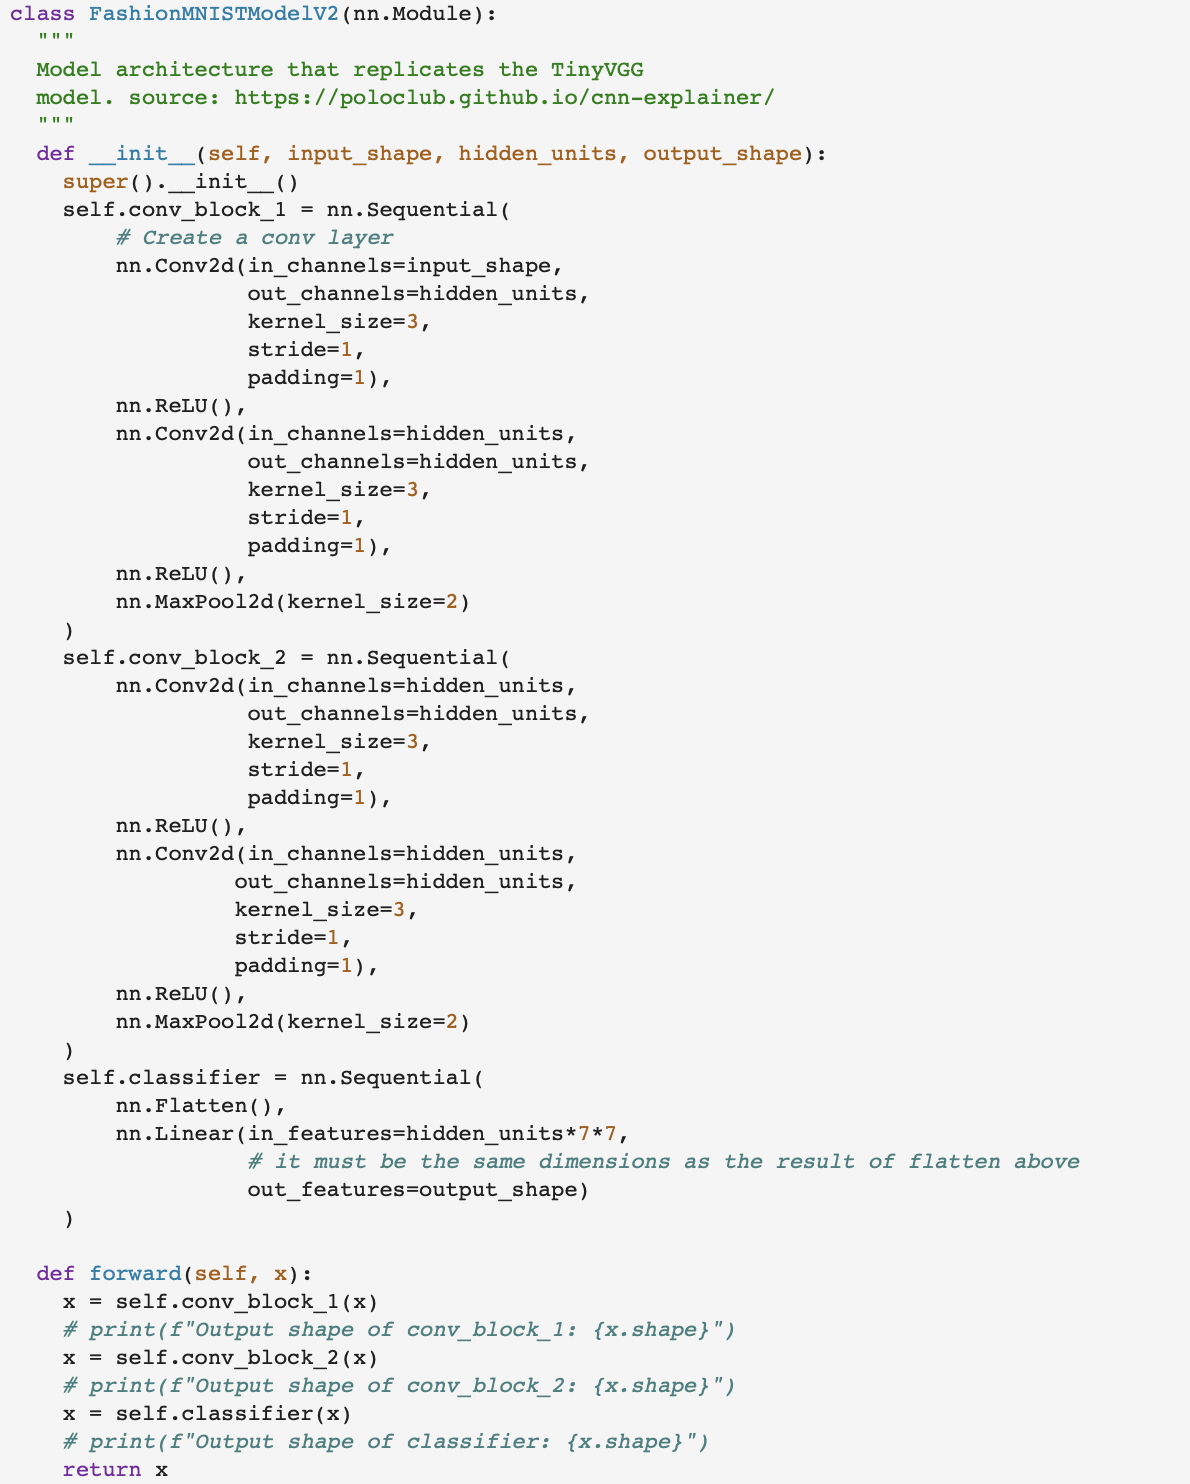 class FashionMNISTModelV2(nn.Module):
  """
  Model architecture that replicates the TinyVGG
  model. source: https://poloclub.github.io/cnn-explainer/
  """
  def __init__(self, input_shape, hidden_units, output_shape):
    super().__init__()
    self.conv_block_1 = nn.Sequential(
        # Create a conv layer
        nn.Conv2d(in_channels=input_shape,
                  out_channels=hidden_units,
                  kernel_size=3,
                  stride=1,
                  padding=1),
        nn.ReLU(),
        nn.Conv2d(in_channels=hidden_units,
                  out_channels=hidden_units,
                  kernel_size=3,
                  stride=1,
                  padding=1),
        nn.ReLU(),
        nn.MaxPool2d(kernel_size=2)
    )
    self.conv_block_2 = nn.Sequential(
        nn.Conv2d(in_channels=hidden_units,
                  out_channels=hidden_units,
                  kernel_size=3,
                  stride=1,
                  padding=1),
        nn.ReLU(),
        nn.Conv2d(in_channels=hidden_units,
                 out_channels=hidden_units,
                 kernel_size=3,
                 stride=1,
                 padding=1),
        nn.ReLU(),
        nn.MaxPool2d(kernel_size=2)
    )
    self.classifier = nn.Sequential(
        nn.Flatten(),
        nn.Linear(in_features=hidden_units*7*7,
                  # it must be the same dimensions as the result of flatten above
                  out_features=output_shape)
    )

  def forward(self, x):
    x = self.conv_block_1(x)
    # print(f"Output shape of conv_block_1: {x.shape}")
    x = self.conv_block_2(x)
    # print(f"Output shape of conv_block_2: {x.shape}")
    x = self.classifier(x)
    # print(f"Output shape of classifier: {x.shape}")
    return x